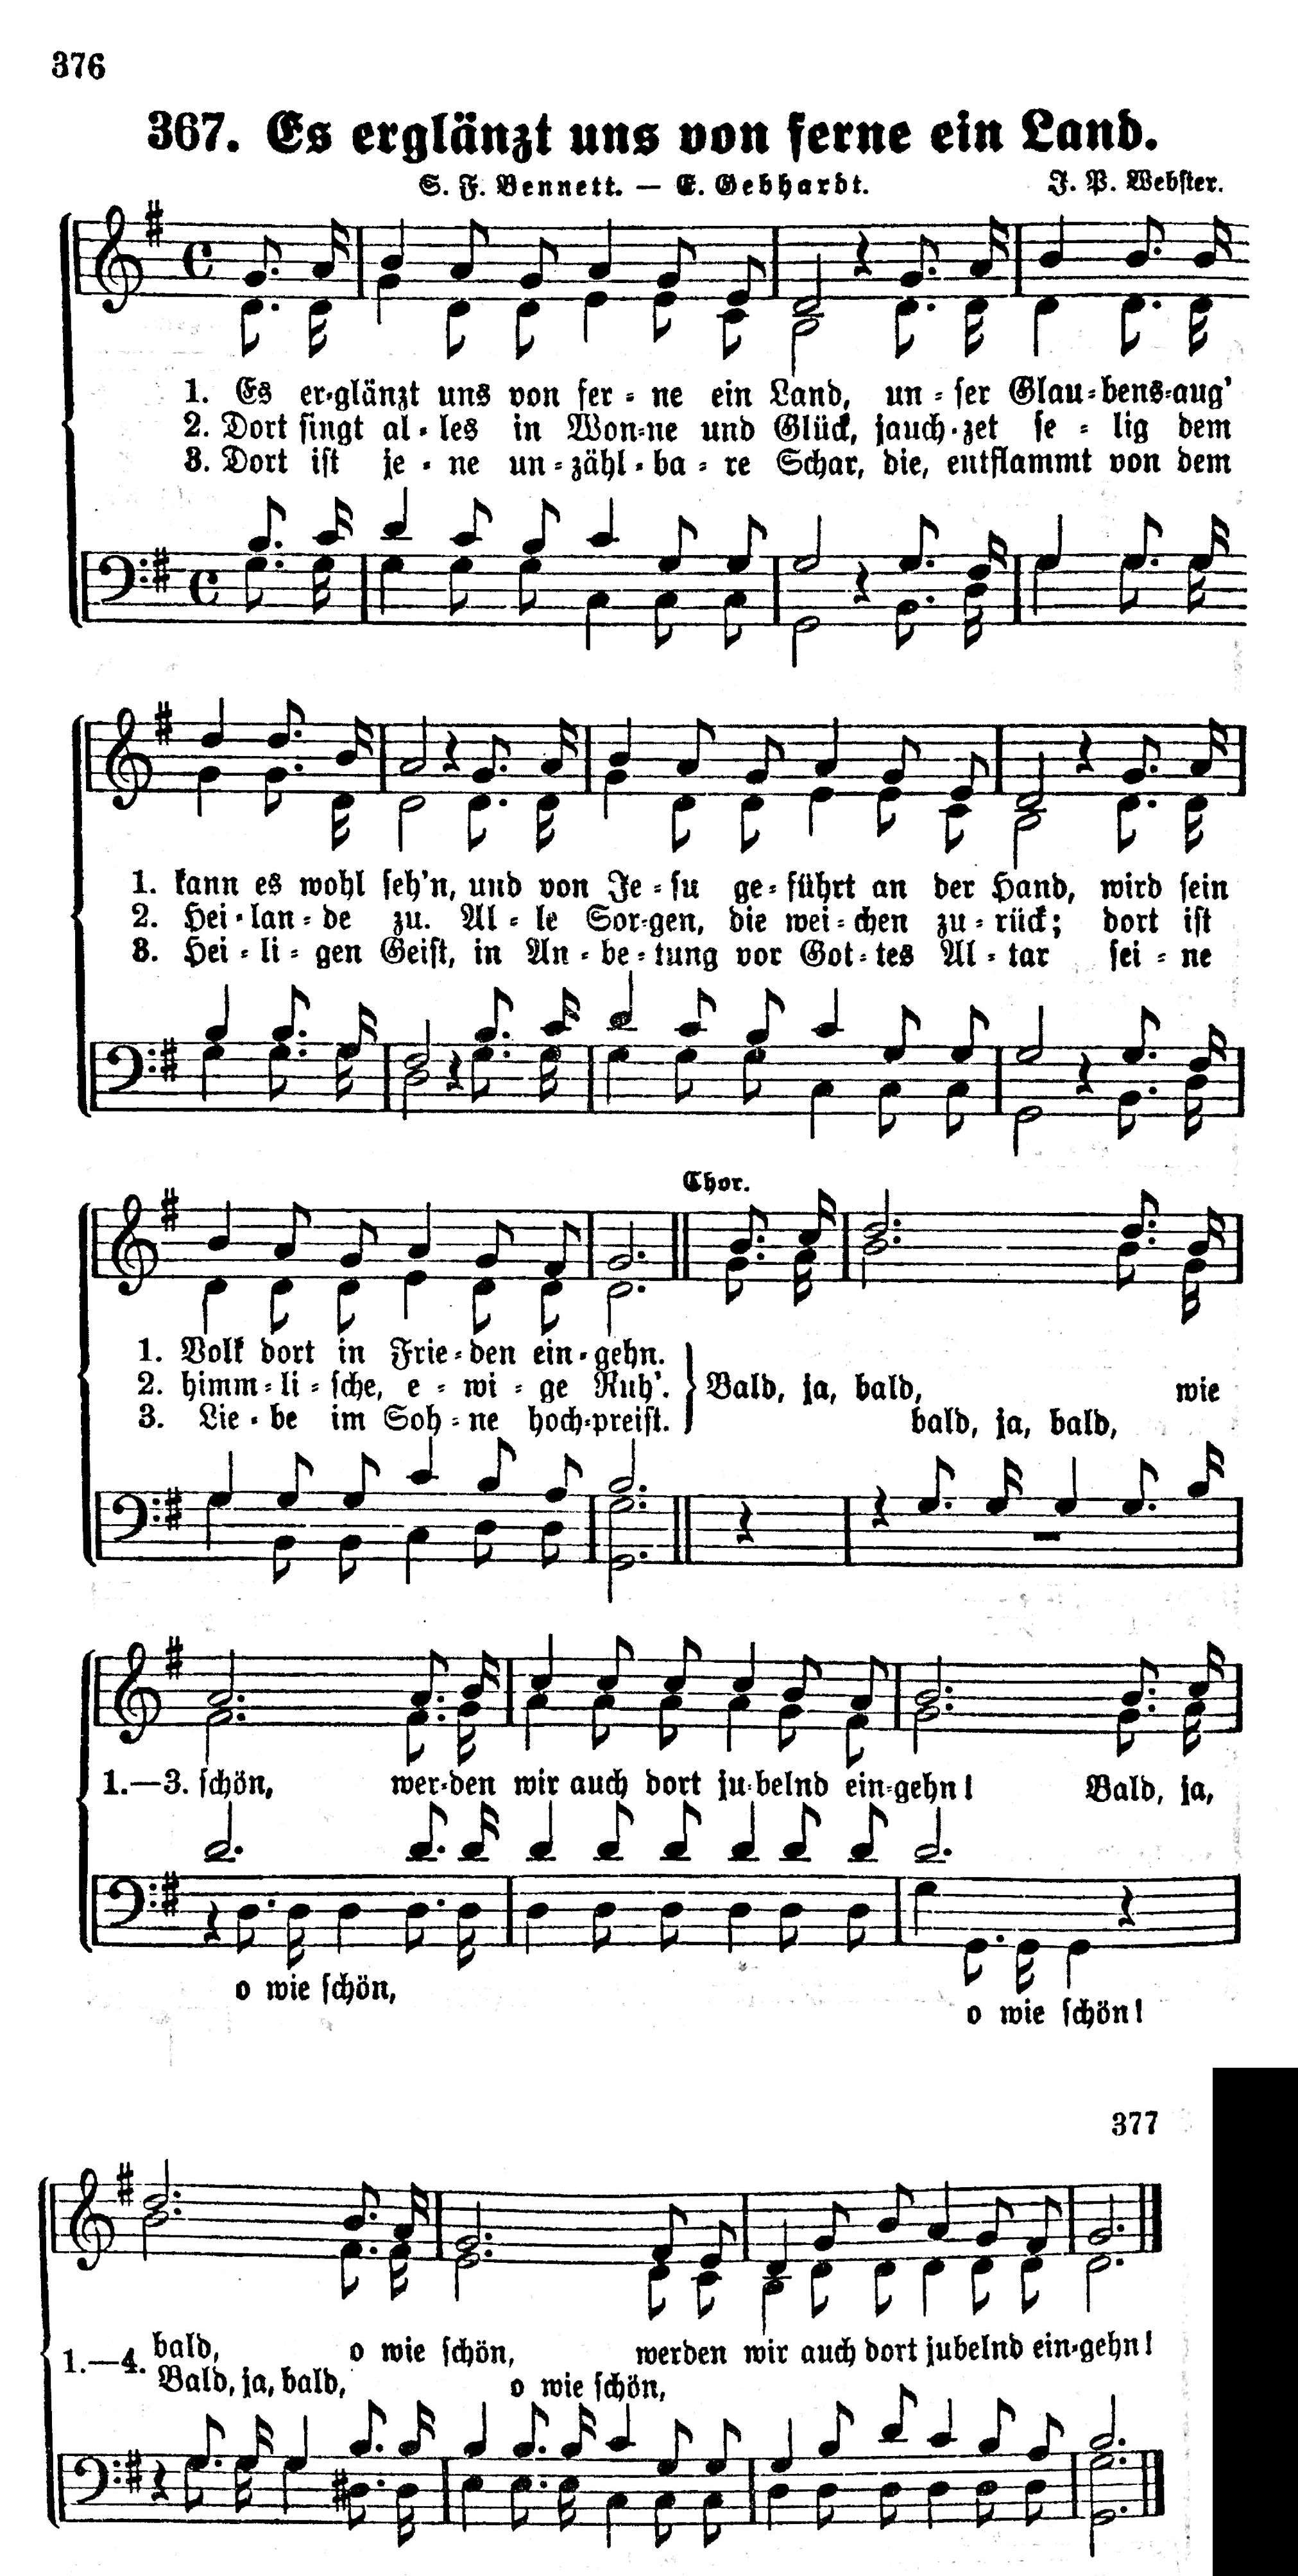 376
367. Es erglänzt uns von ferne ein Land.
S. F. Bennett. — E. Gebhardt.
J. P. Webster.
1. Es er-glänzt uns von fer-ne ein Land, un-ser Glau-bens-aug'
2. Dort singt al-les in Won-ne und Glück, jauch-zet se-lig dem
3. Dort ist je-ne un-zähl-ba-re Schar, die, entflammt von dem
1. kann es wohl seh'n, und von Je-su ge-führt an der Hand, wird sein
2. Hei-lan-de zu. Al-le Sor-gen, die wei-chen zu-rück; dort ist
3. Hei-li-gen Geist, in An-be-tung vor Got-tes Al-tar sei-ne
Chor.
1. Volk dort in Frie-den ein-gehn.
2. himm-li-sche, e-wi-ge Ruh'. Bald, ja, bald, wie
3. Lie-be im Soh-ne hoch-preist. bald, ja, bald,
1.—3. schön, wer-den wir auch dort ju-belnd ein-gehn! Bald, ja,
o wie schön,
o wie schön!
377
1.—4. bald, o wie schön, werden wir auch dort jubelnd ein-gehn!
Bald, ja, bald, o wie schön,